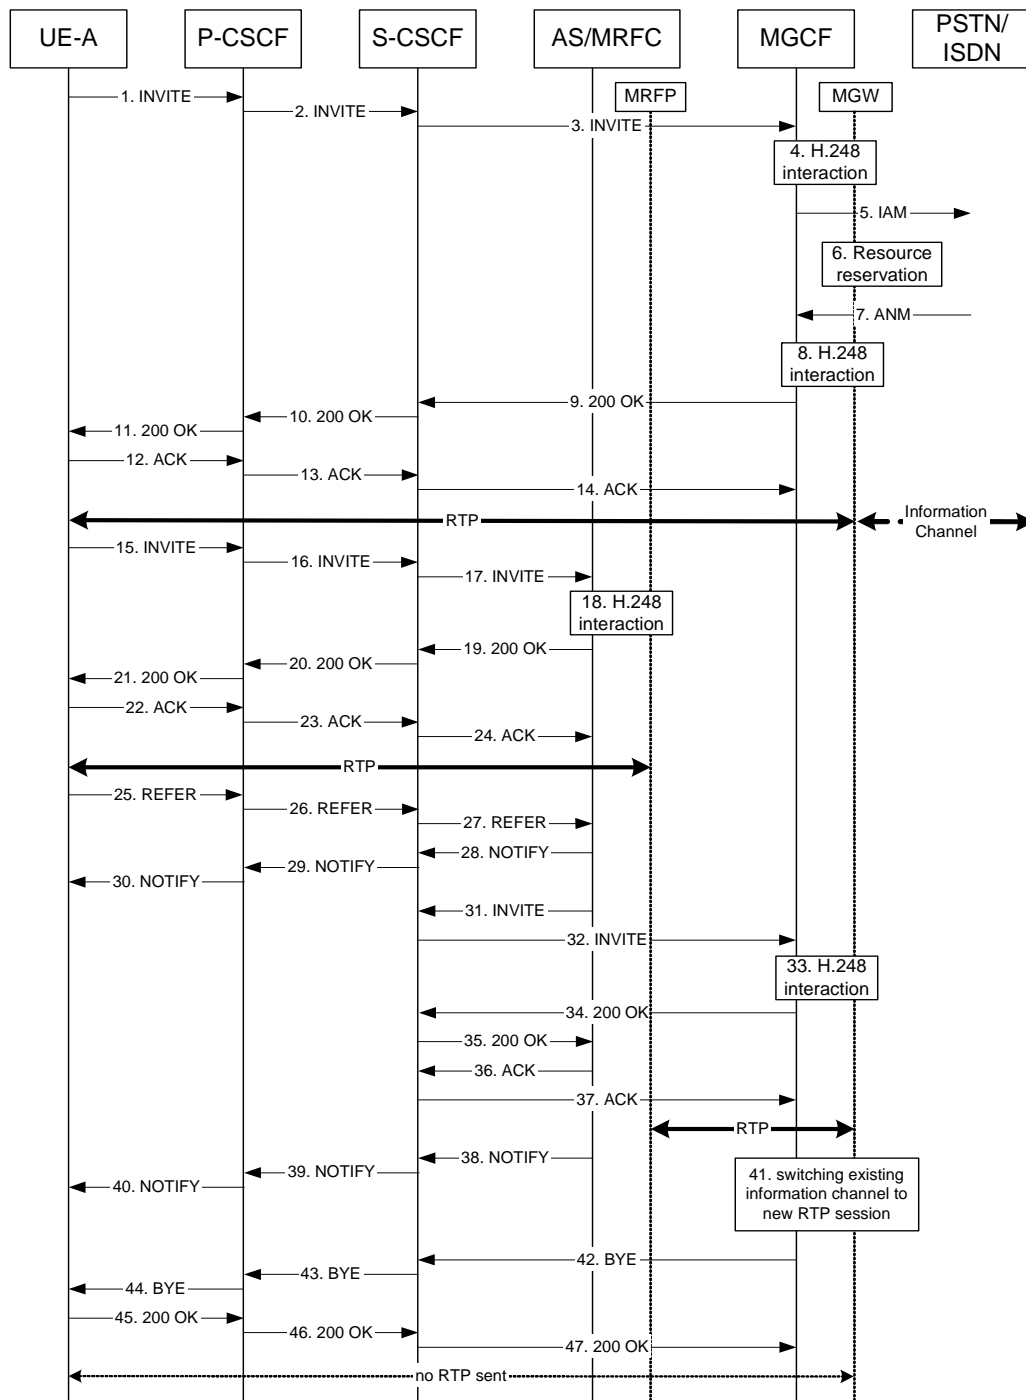 UE-A
P-CSCF
S-CSCF
AS/MRFC
MGCF
PSTN/
ISDN
MRFP
MGW
1. INVITE
2. INVITE
3. INVITE
4. H.248
interaction
5. IAM
6. Resource
reservation
7. ANM
8. H.248
interaction
9. 200 OK
10. 200 OK
11. 200 OK
12. ACK
13. ACK
14. ACK
RTP
Information
Channel
15. INVITE
16. INVITE
17. INVITE
18. H.248
interaction
19. 200 OK
20. 200 OK
21. 200 OK
22. ACK
23. ACK
24. ACK
RTP
25. REFER
26. REFER
27. REFER
28. NOTIFY
29. NOTIFY
30. NOTIFY
31. INVITE
32. INVITE
33. H.248
interaction
34. 200 OK
35. 200 OK
36. ACK
37. ACK
RTP
38. NOTIFY
39. NOTIFY
40. NOTIFY
41. switching existing
information channel to
new RTP session
42. BYE
43. BYE
44. BYE
45. 200 OK
46. 200 OK
47. 200 OK
no RTP sent